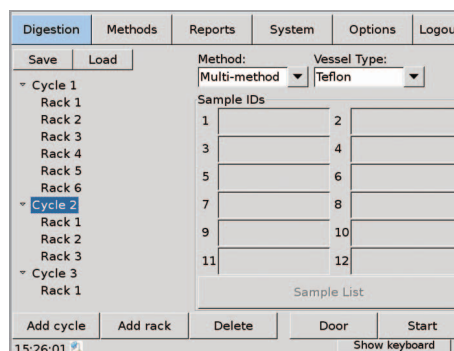 Digestion Methods Reports System Options Logou
Save Load Method: Vessel Type:
Multi-method Teflon
Cycle 1
Sample IDs
Rack 1
1 2
Rack 2
Rack 3
3 4
Rack 4
Rack 5
5 6
Rack 6
Cycle 2
7 8
Rack 1
Rack 2
9 10
Rack 3
11 12
Cycle 3
Rack 1
Sample List
Add cycle Add rack Delete Door Start
15:26:01 Show keyboard